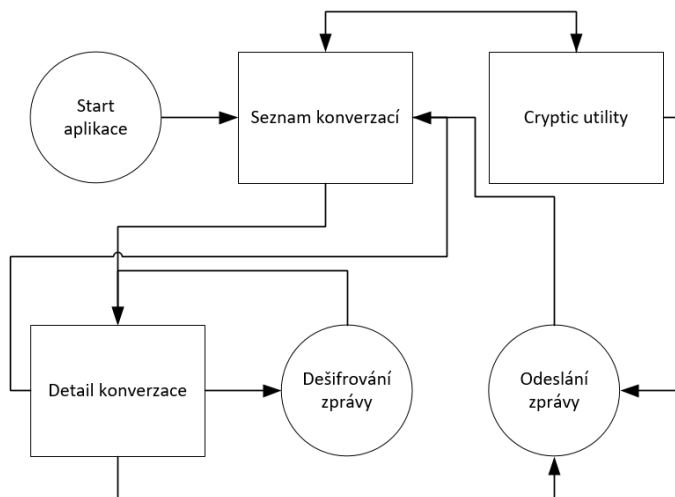 Start
aplikace
Seznam konverzací
Cryptic utility
Detail konverzace
Dešifrování
zprávy
Odeslání
zprávy